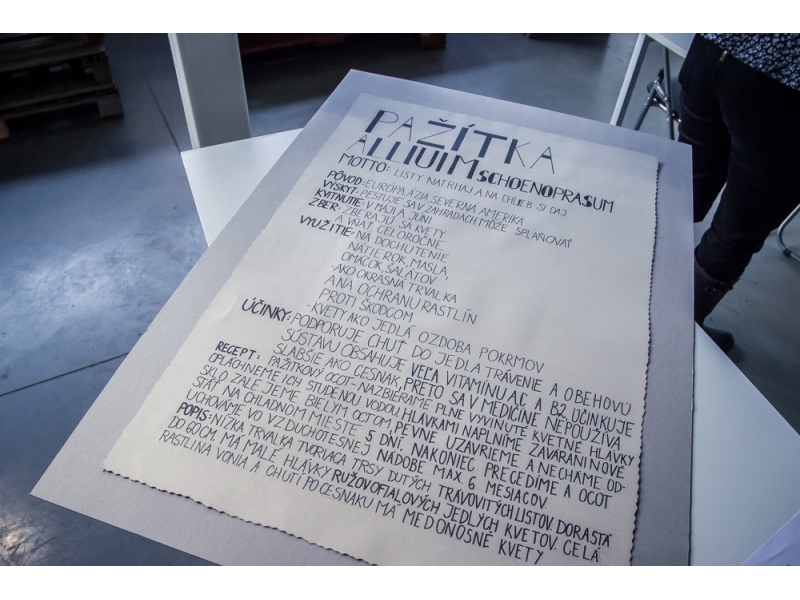 PAŽÍTKA
ALLIUIM SCHOENOPRASUM
MOTTO: LISTY NATRHAJ A NA CHLIEB SI DAJ
PÔVOD: EURÓPA ÁZIA SEVERNÁ AMERIKA
VÝSKYT: PESTUJE SA V ZÁHRADÁCH MÔŽE SPLAŇOVAŤ
KVITNUTIE: V MÁJI A JÚNI
ZBER: ZBERAJÚ SA KVETY
A VŇAŤ CELOROČNE
VYUŽITIE: NA DOCHUTENIE
NÁTIEROK, MASLA,
OMÁČOK, ŠALÁTOV
-AKO OKRASNÁ TRVALKA
A NA OCHRANU RASTLÍN
PROTI ŠKODCOM
-KVETY AKO JEDLÁ OZDOBA POKRMOV
ÚČINKY: PODPORUJE CHUŤ DO JEDLA TRÁVENIE A OBEHOVÚ
SÚSTAVU OBSAHUJE VEĽA VITAMÍNU A,C A B2 ÚČINKUJE
SLABŠIE AKO CESNAK, PRETO SA V MEDICÍNE NEPOUŽÍVA
RECEPT: PAŽÍTKOVÝ OCOT-NAZBIERAME PLNE VYVINUTÉ KVETNÉ HLÁVKY
OPLÁCHNEME ICH STUDENOU VODOU HLÁVKAMI NAPLNÍME ZAVÁRANINOVÉ
SKLO ZALEJEME BIELYM OCTOM, PEVNE UZAVRIEME A NECHÁME OD-
STÁŤ NA CHLADNOM MIESTE 5 DNÍ. NAKONIEC PRECEDÍME A OCOT
UCHOVÁME VO VZDUCHOTESNEJ NÁDOBE MAX. 6 MESIACOV.
POPIS: NÍZKA TRVALKA TVORIACA TRSY DUTÝCH TRÁVOVITÝCH LISTOV DORASTÁ
DO 60CM. MÁ MALÉ HLÁVKY RUŽOVOFIALOVÝCH JEDLÝCH KVETOV. CELÁ
RASTLINA VONIA A CHUTÍ PO CESNAKU MÁ MEDONOSNÉ KVETY